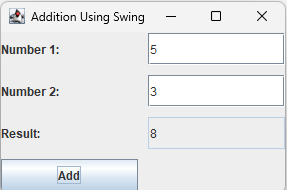 Addition Using Swing
Number 1: 5
Number 2: 3
Result: 8
Add